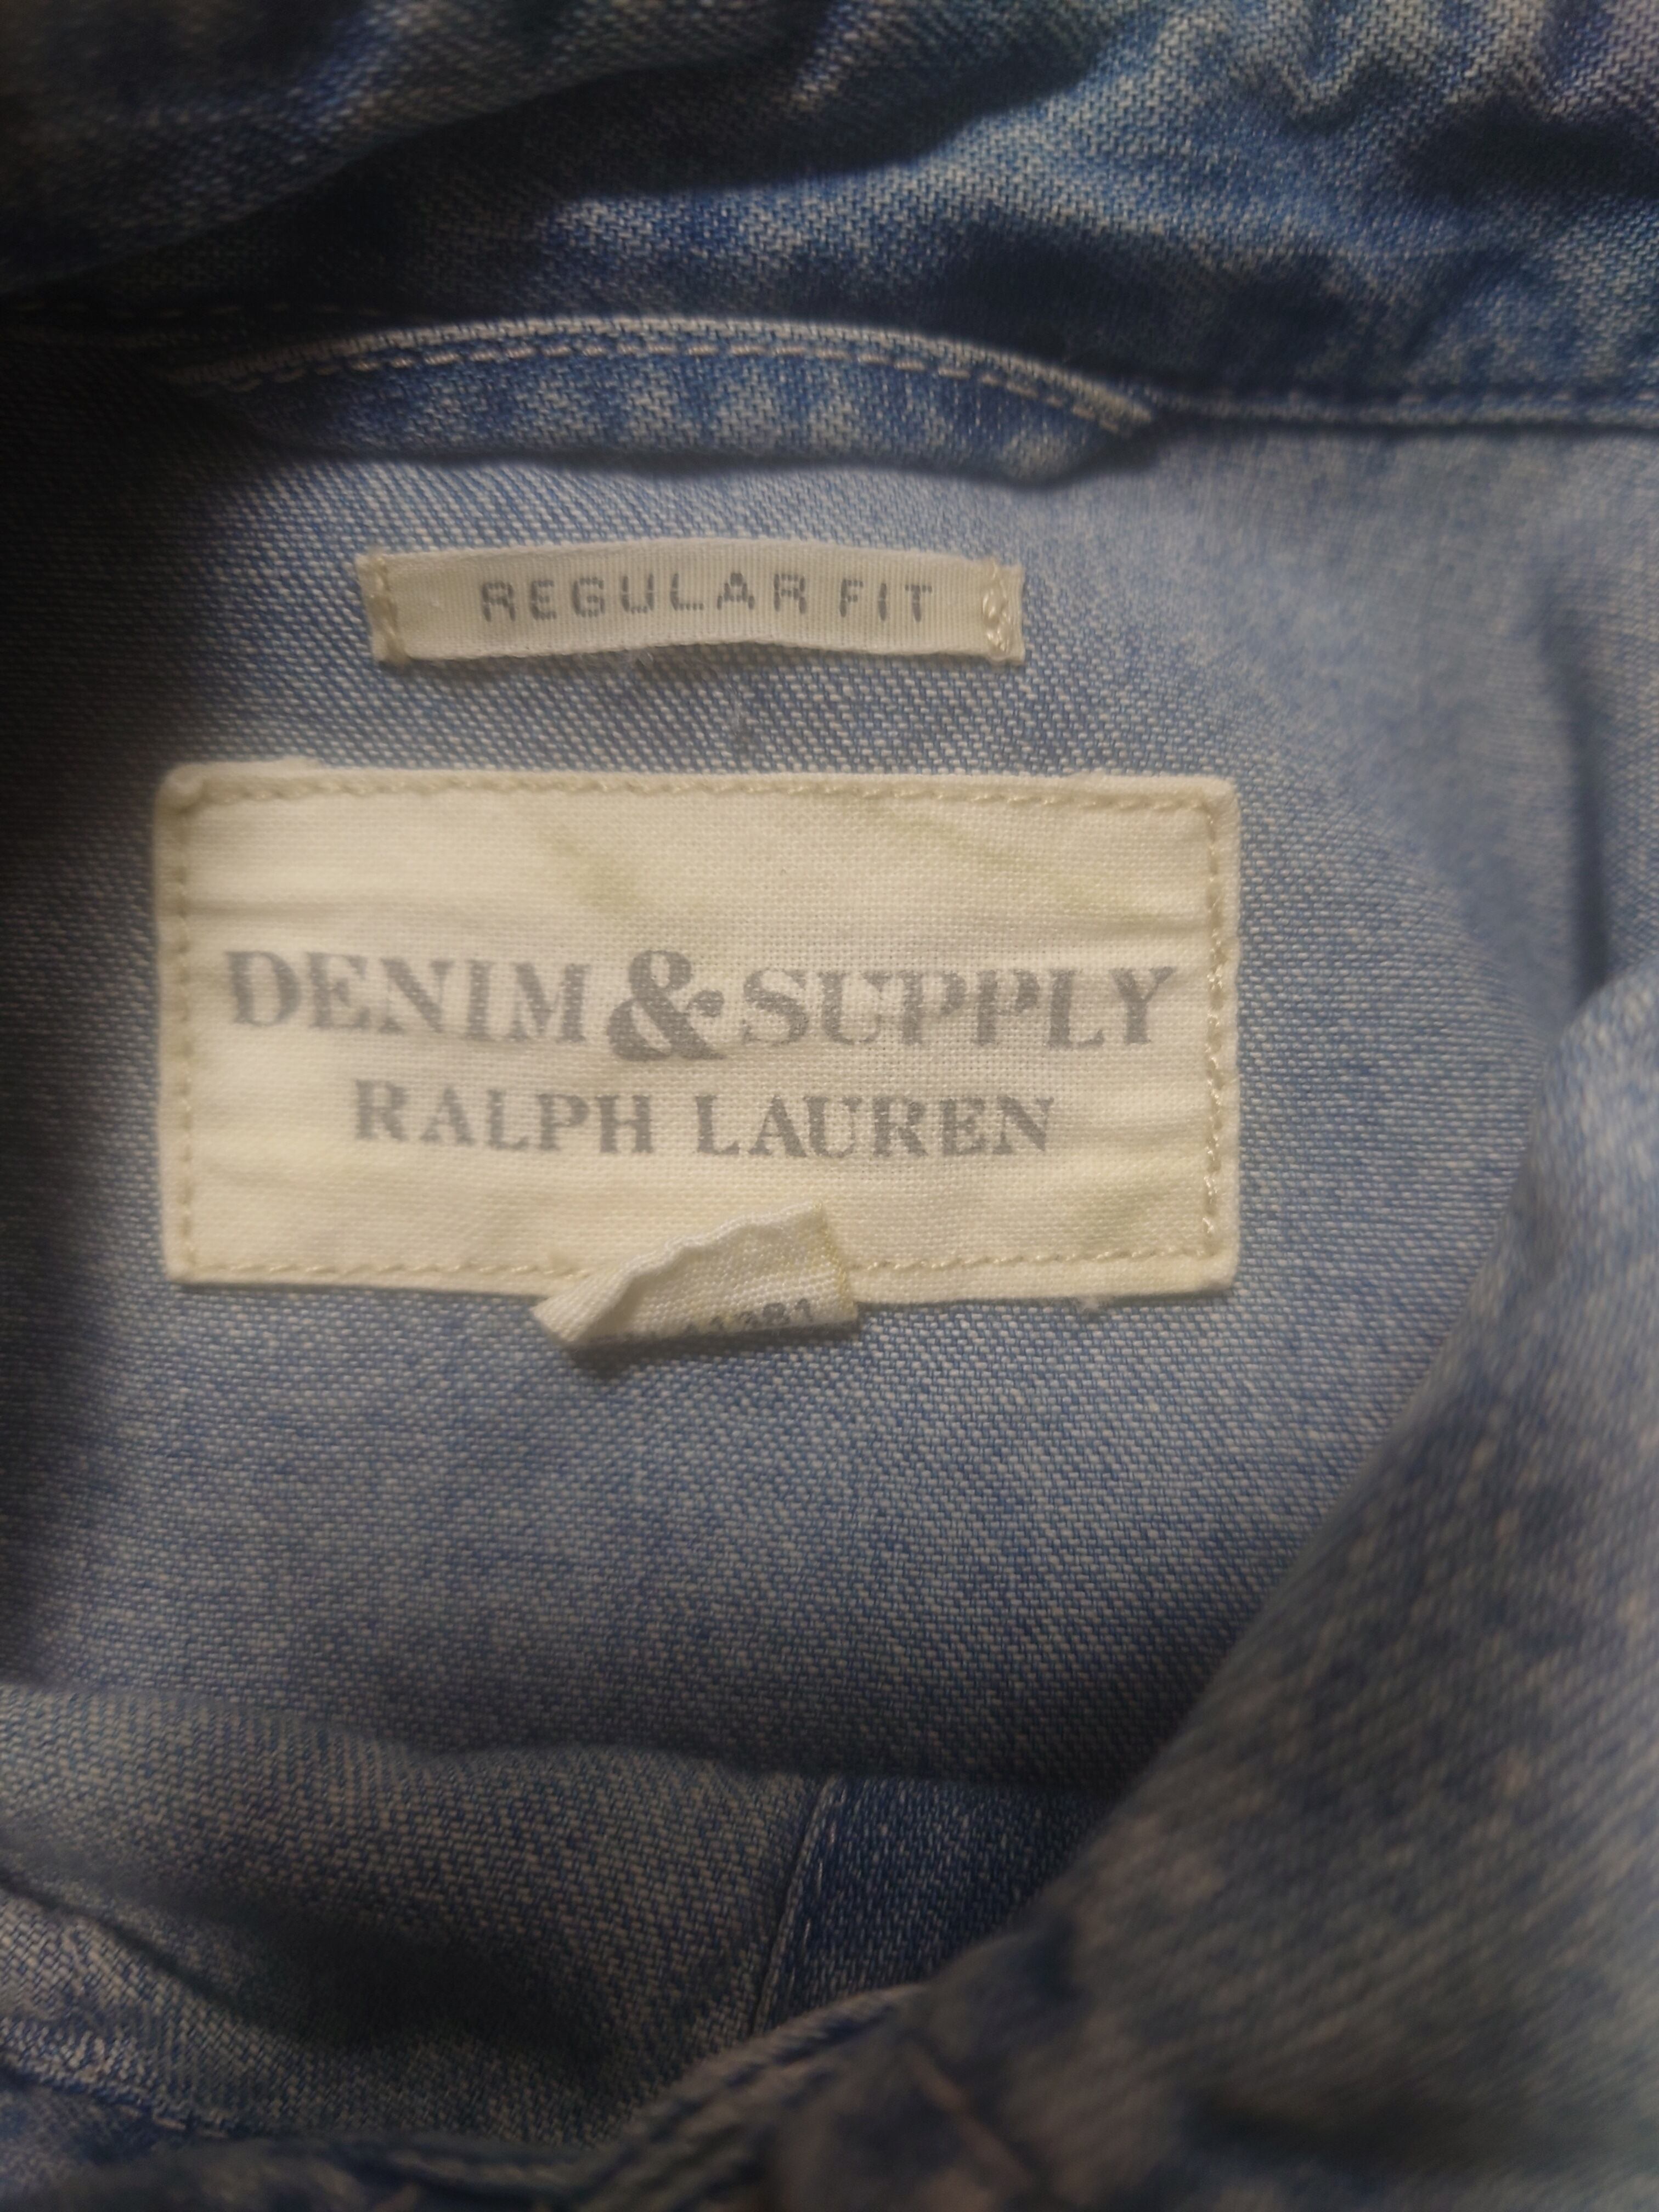 REGULAR FIT
DENIM & SUPPLY
RALPH LAUREN